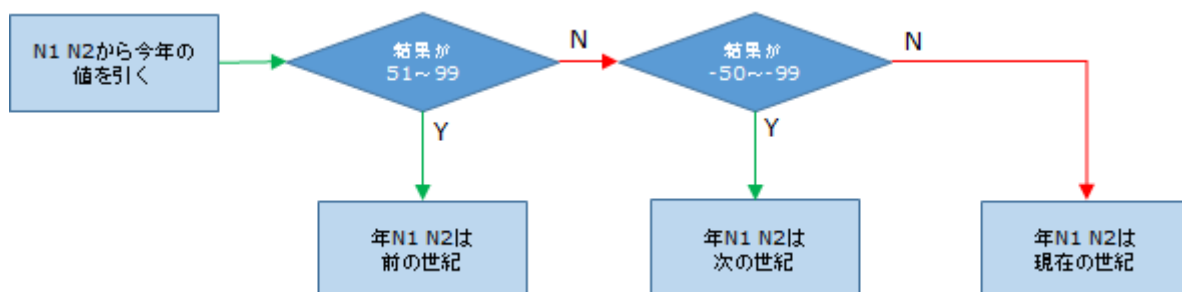 N1 N2から今年の
値を引く
結果が
51～99
N
結果が
-50～-99
N
Y
Y
年N1 N2は
前の世紀
年N1 N2は
次の世紀
年N1 N2は
現在の世紀